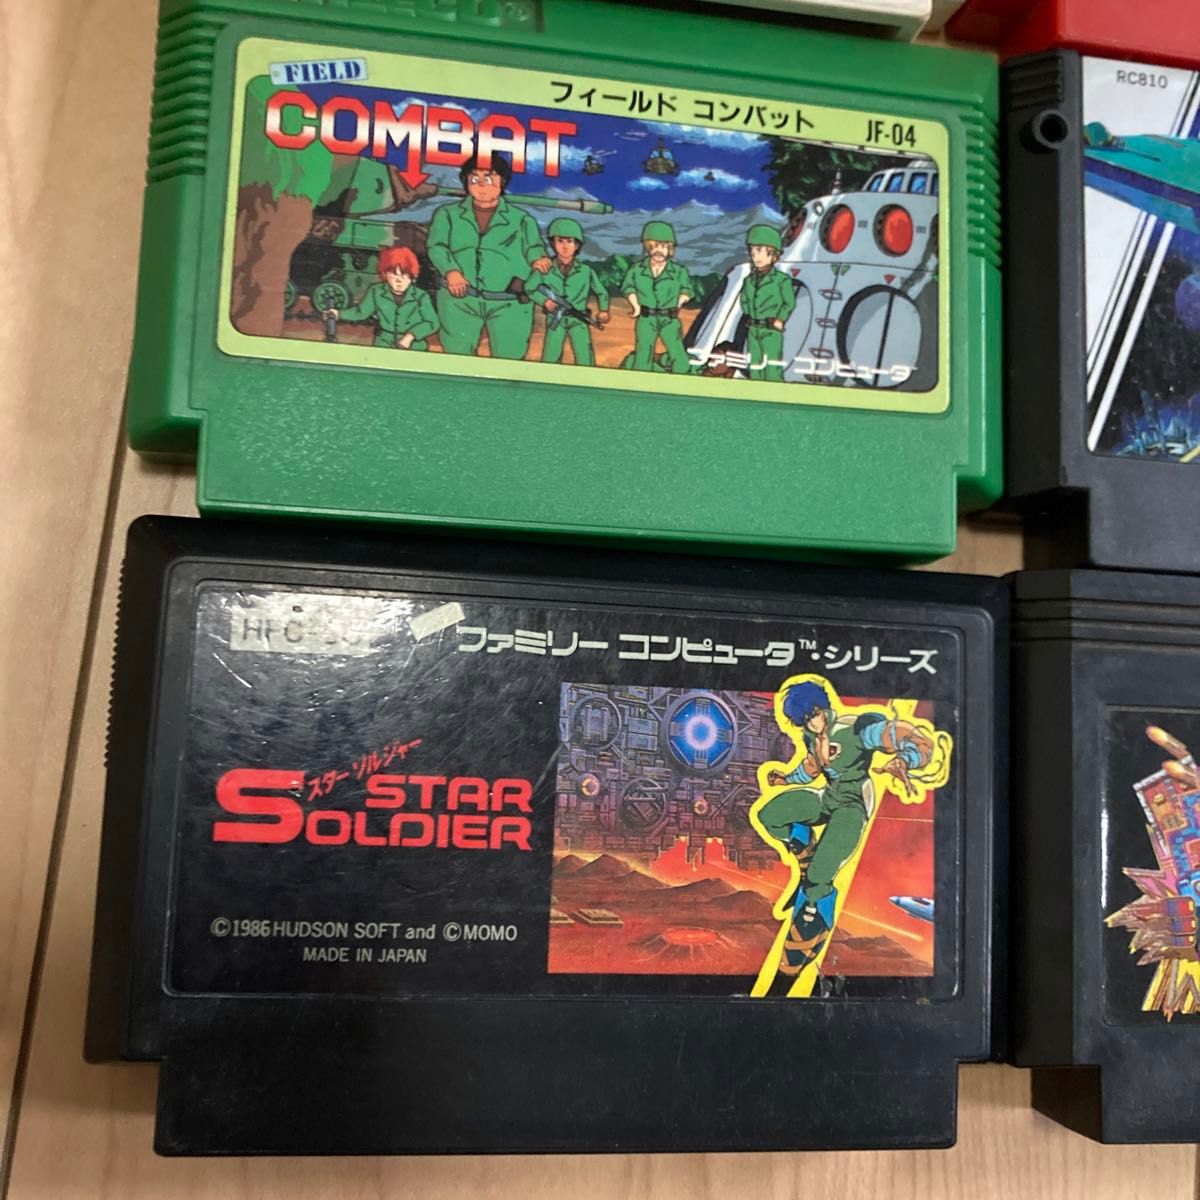 FIELD
COMBAT
フィールド コンバット
JF-04
ファミリー コンピュータ
RC810
ファミリー コンピュータ™・シリーズ
スターソルジャー
STAR
SOLDIER
©1986 HUDSON SOFT and ©MOMO
MADE IN JAPAN